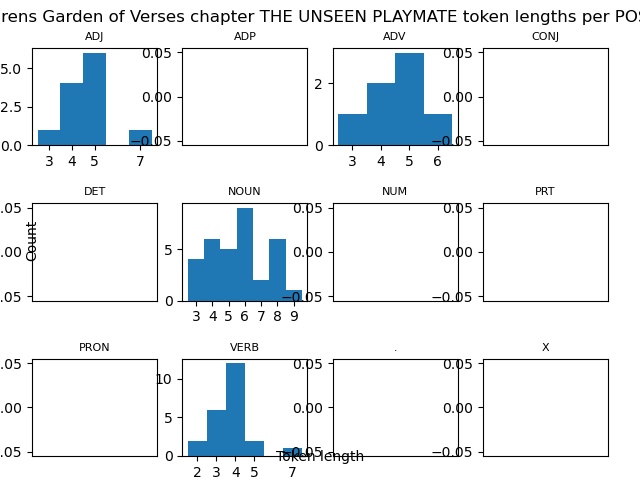 rens Garden of Verses chapter THE UNSEEN PLAYMATE token lengths per POS
ADJ ADP ADV CONJ
5.0 2.5 0.0
3 4 5 7
0.05 0.00 −0.05
2 0
3 4 5 6
0.05 0.00 −0.05
DET NOUN NUM PRT
.05 0.00 .05
Count
5 0
3 4 5 6 7 8 9
0.05 0.00 −0.05
0.05 0.00 −0.05
PRON VERB . X
.05 0.00 .05
10 5 0
2 3 4 5 7
0.05 0.00 −0.05
0.05 0.00 −0.05
Token length